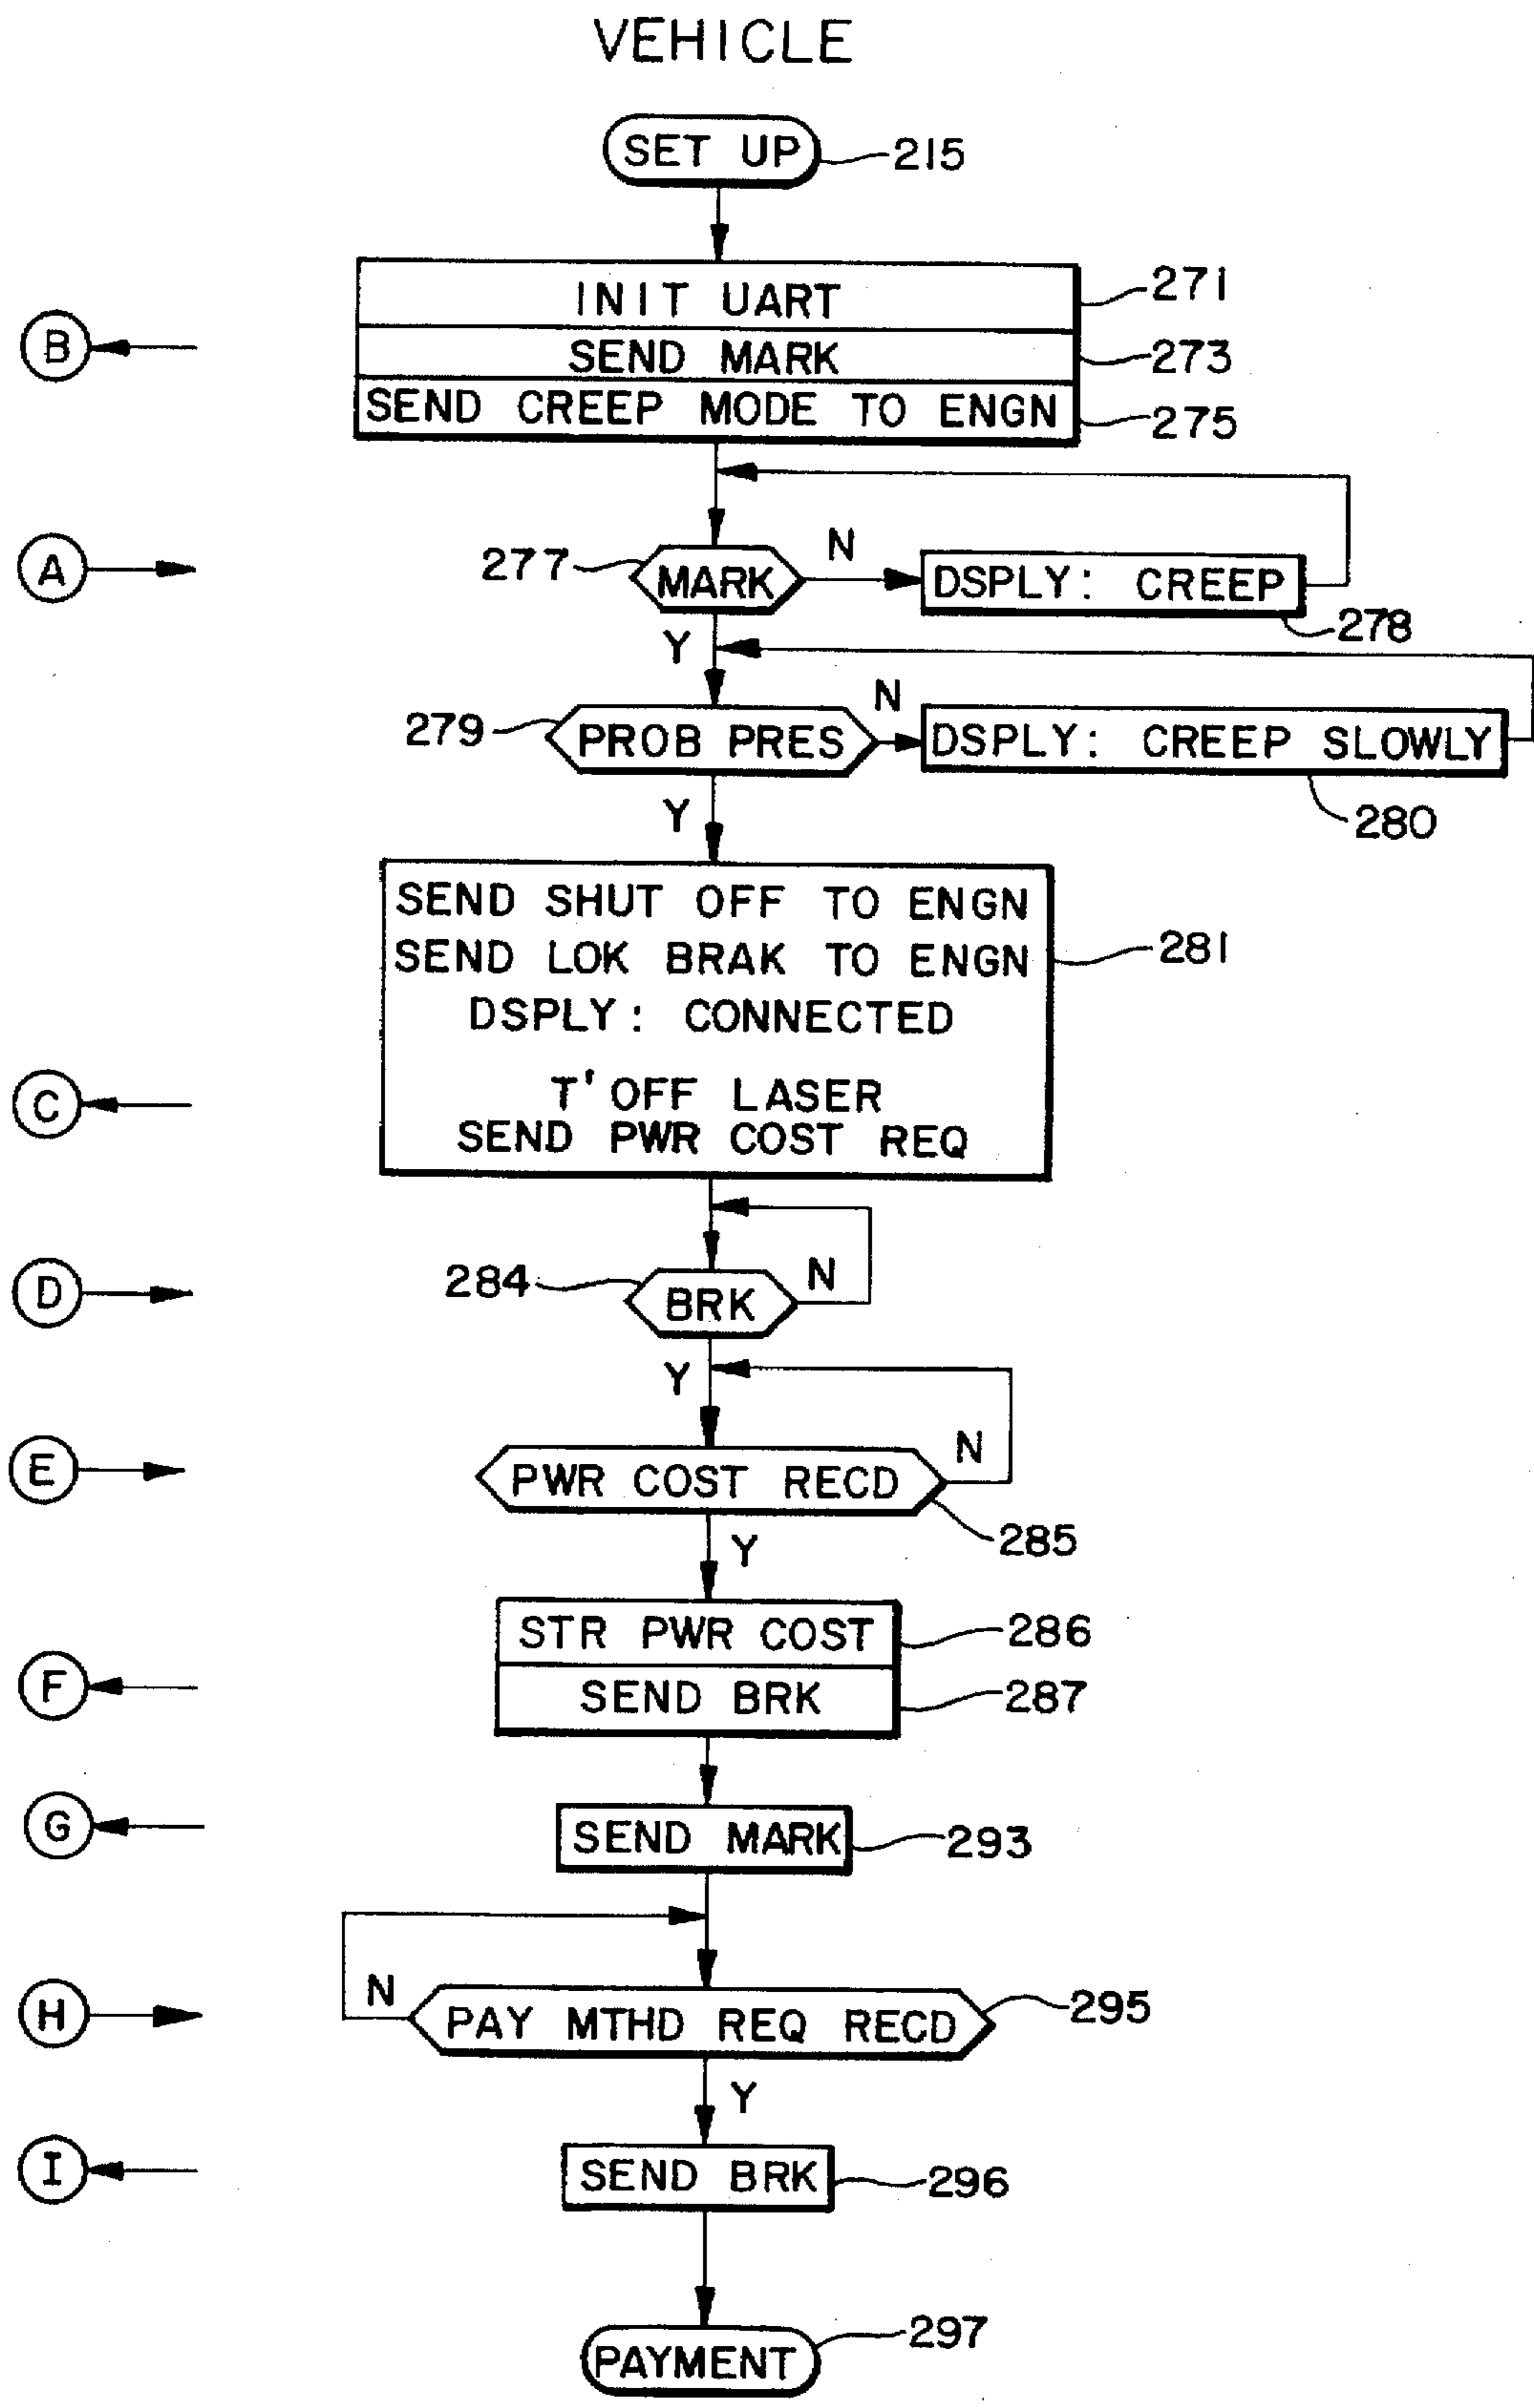 VEHICLE
SET UP
215
INIT UART
271
B
SEND MARK
273
SEND CREEP MODE TO ENGN
275
A
277
MARK
N
DSPLY: CREEP
278
Y
279
PROB PRES
N
DSPLY: CREEP SLOWLY
280
Y
SEND SHUT OFF TO ENGN
SEND LOK BRAK TO ENGN
281
DSPLY: CONNECTED
C
T'OFF LASER
SEND PWR COST REQ
D
284
BRK
N
Y
E
PWR COST RECD
N
285
Y
STR PWR COST
286
F
SEND BRK
287
G
SEND MARK
293
H
N
PAY MTHD REQ RECD
295
Y
I
SEND BRK
296
PAYMENT
297